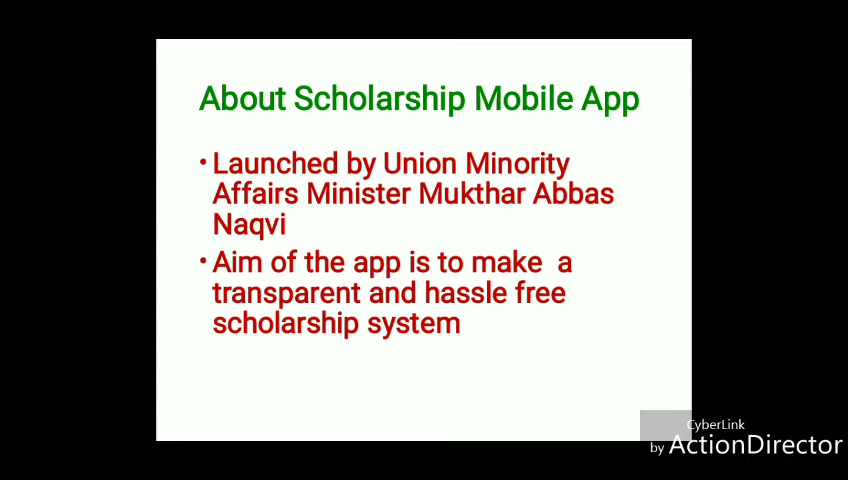 About Scholarship Mobile App
• Launched by Union Minority
Affairs Minister Mukthar Abbas
Naqvi
• Aim of the app is to make a
transparent and hassle free
scholarship system
CyberLink
by ActionDirector